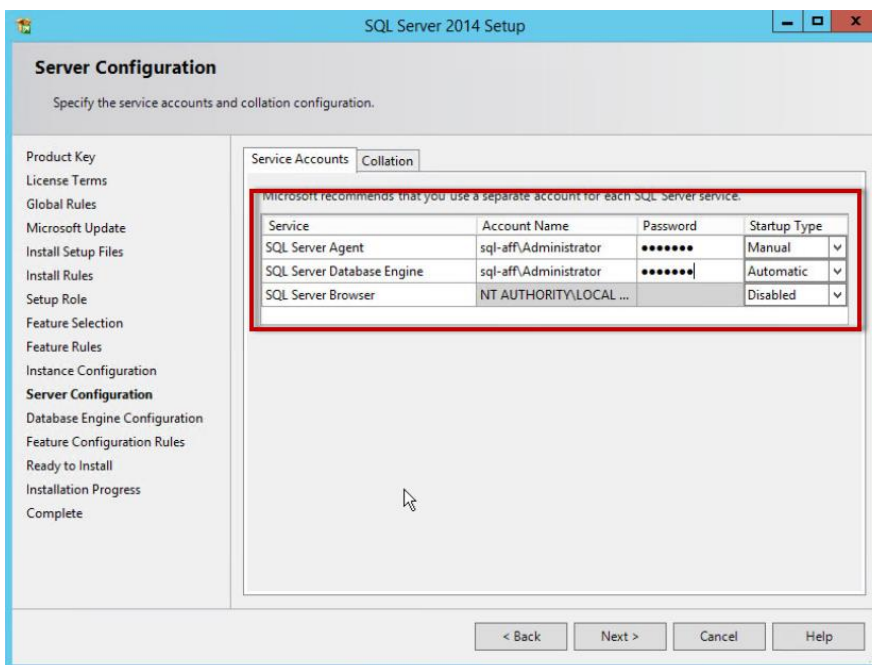 SQL Server 2014 Setup
Server Configuration
Specify the service accounts and collation configuration.
Product Key
License Terms
Global Rules
Microsoft Update
Install Setup Files
Install Rules
Setup Role
Feature Selection
Feature Rules
Instance Configuration
Server Configuration
Database Engine Configuration
Feature Configuration Rules
Ready to Install
Installation Progress
Complete
Service Accounts Collation
Microsoft recommends that you use a separate account for each SQL Server service.
Service Account Name Password Startup Type
SQL Server Agent sql-aff\Administrator ●●●●●●● Manual
SQL Server Database Engine sql-aff\Administrator ●●●●●●● Automatic
SQL Server Browser NT AUTHORITY\LOCAL ... Disabled
< Back Next > Cancel Help